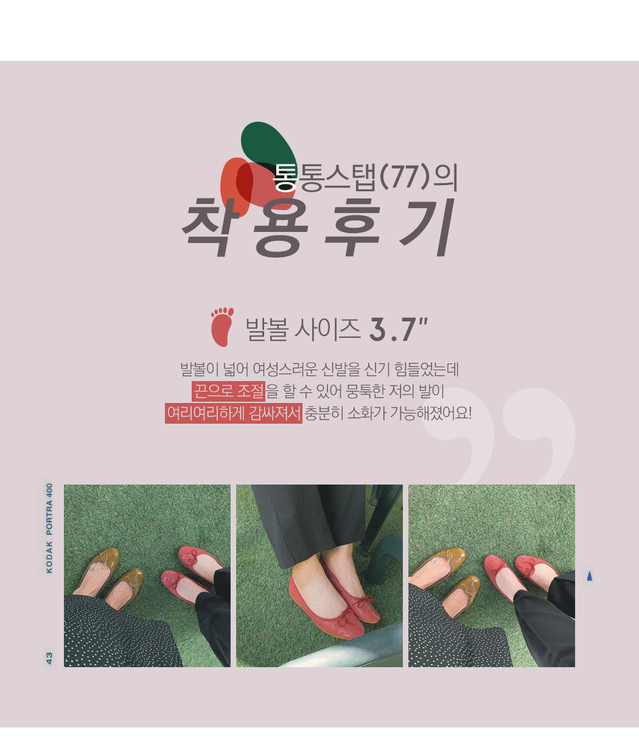 통통스탭(77)의
착용후기
발볼 사이즈 3.7"
발볼이 넓어 여성스러운 신발을 신기 힘들었는데
끈으로 조절을 할 수 있어 뭉툭한 저의 발이
여리여리하게 감싸져서 충분히 소화가 가능해졌어요!
KODAK PORTRA 400
43